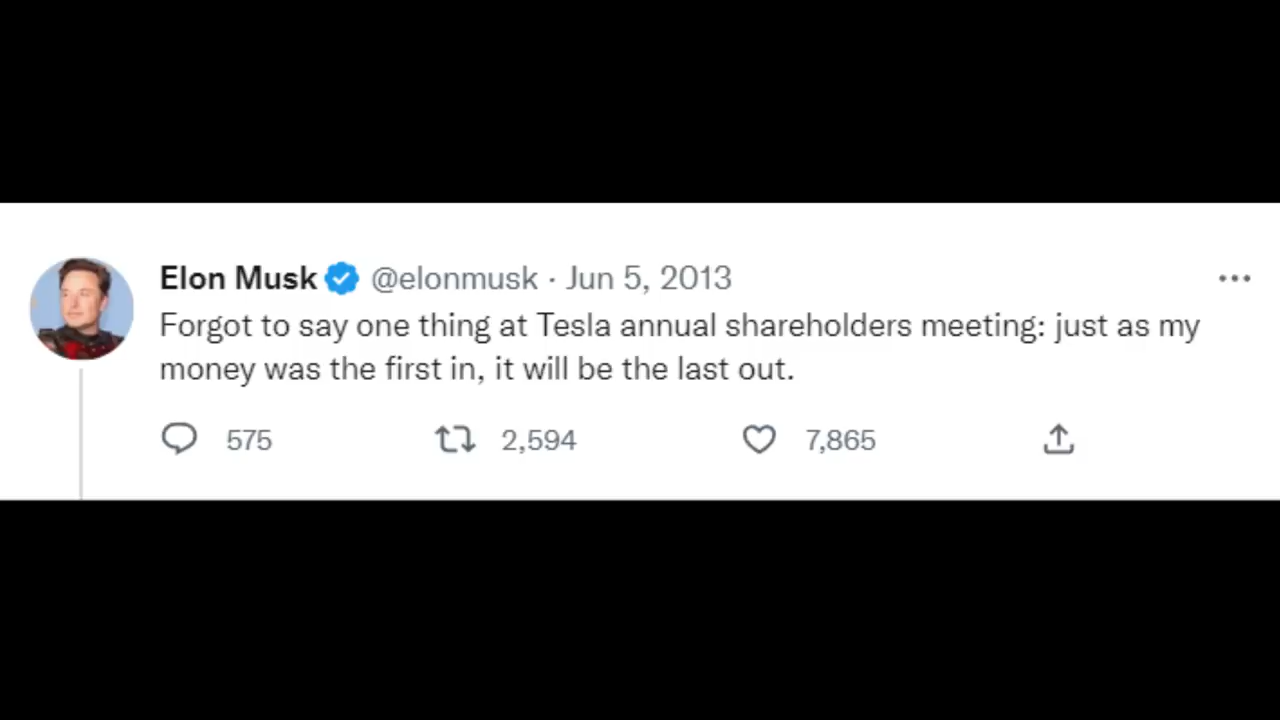 Elon Musk @elonmusk · Jun 5, 2013
Forgot to say one thing at Tesla annual shareholders meeting: just as my
money was the first in, it will be the last out.
575 2,594 7,865